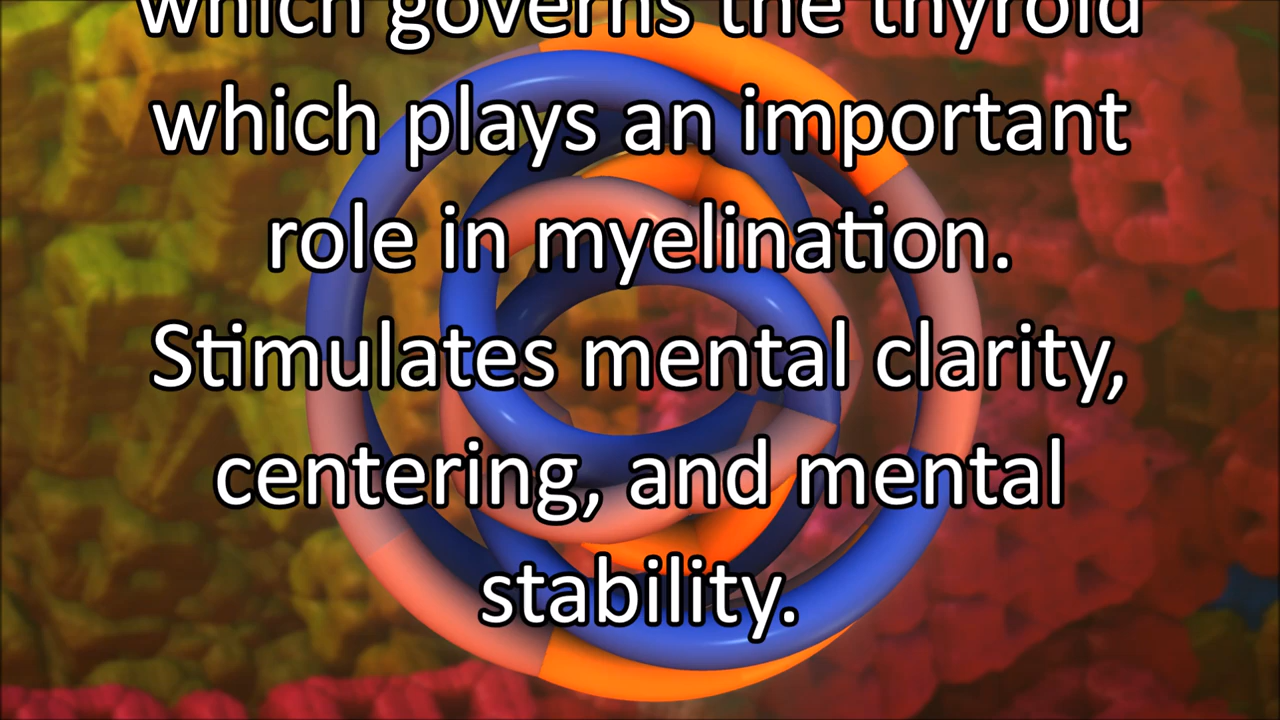 which governs the thyroid
which plays an important
role in myelination.
Stimulates mental clarity,
centering, and mental
stability.